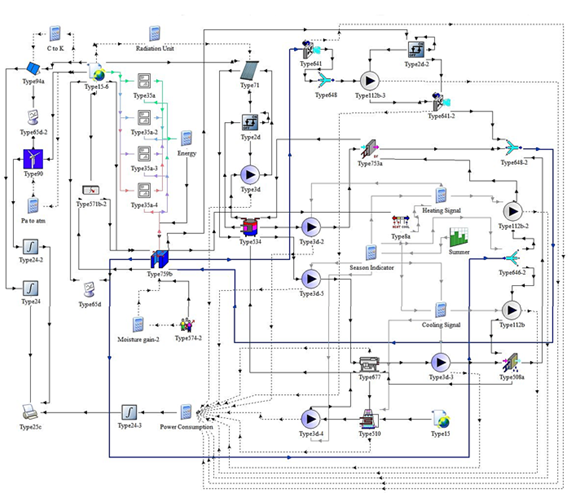 C to K
Radiation Unit
Type641
Type2d-2
Type94a
Type15-6
Type35a
Type71
Type648
Type112b-3
Type65d-2
Type35a-2
Energy
Type2d
Type641-2
Type90
Type35a-3
Type753a
Type648-2
Type571b-2
Type35a-4
Type3d
Pa to atm
Heating Signal
Type534
Type3d-2
Type8a
Type112b-2
Type24-2
Summer
Type759b
Season Indicator
Type646-2
Type24
Type65d
Type3d-5
Moisture gain-2
Type574-2
Cooling Signal
Type112b
Type677
Type3d-3
Type508a
Type25c
Type24-3
Power Consumption
Type3d-4
Type510
Type15